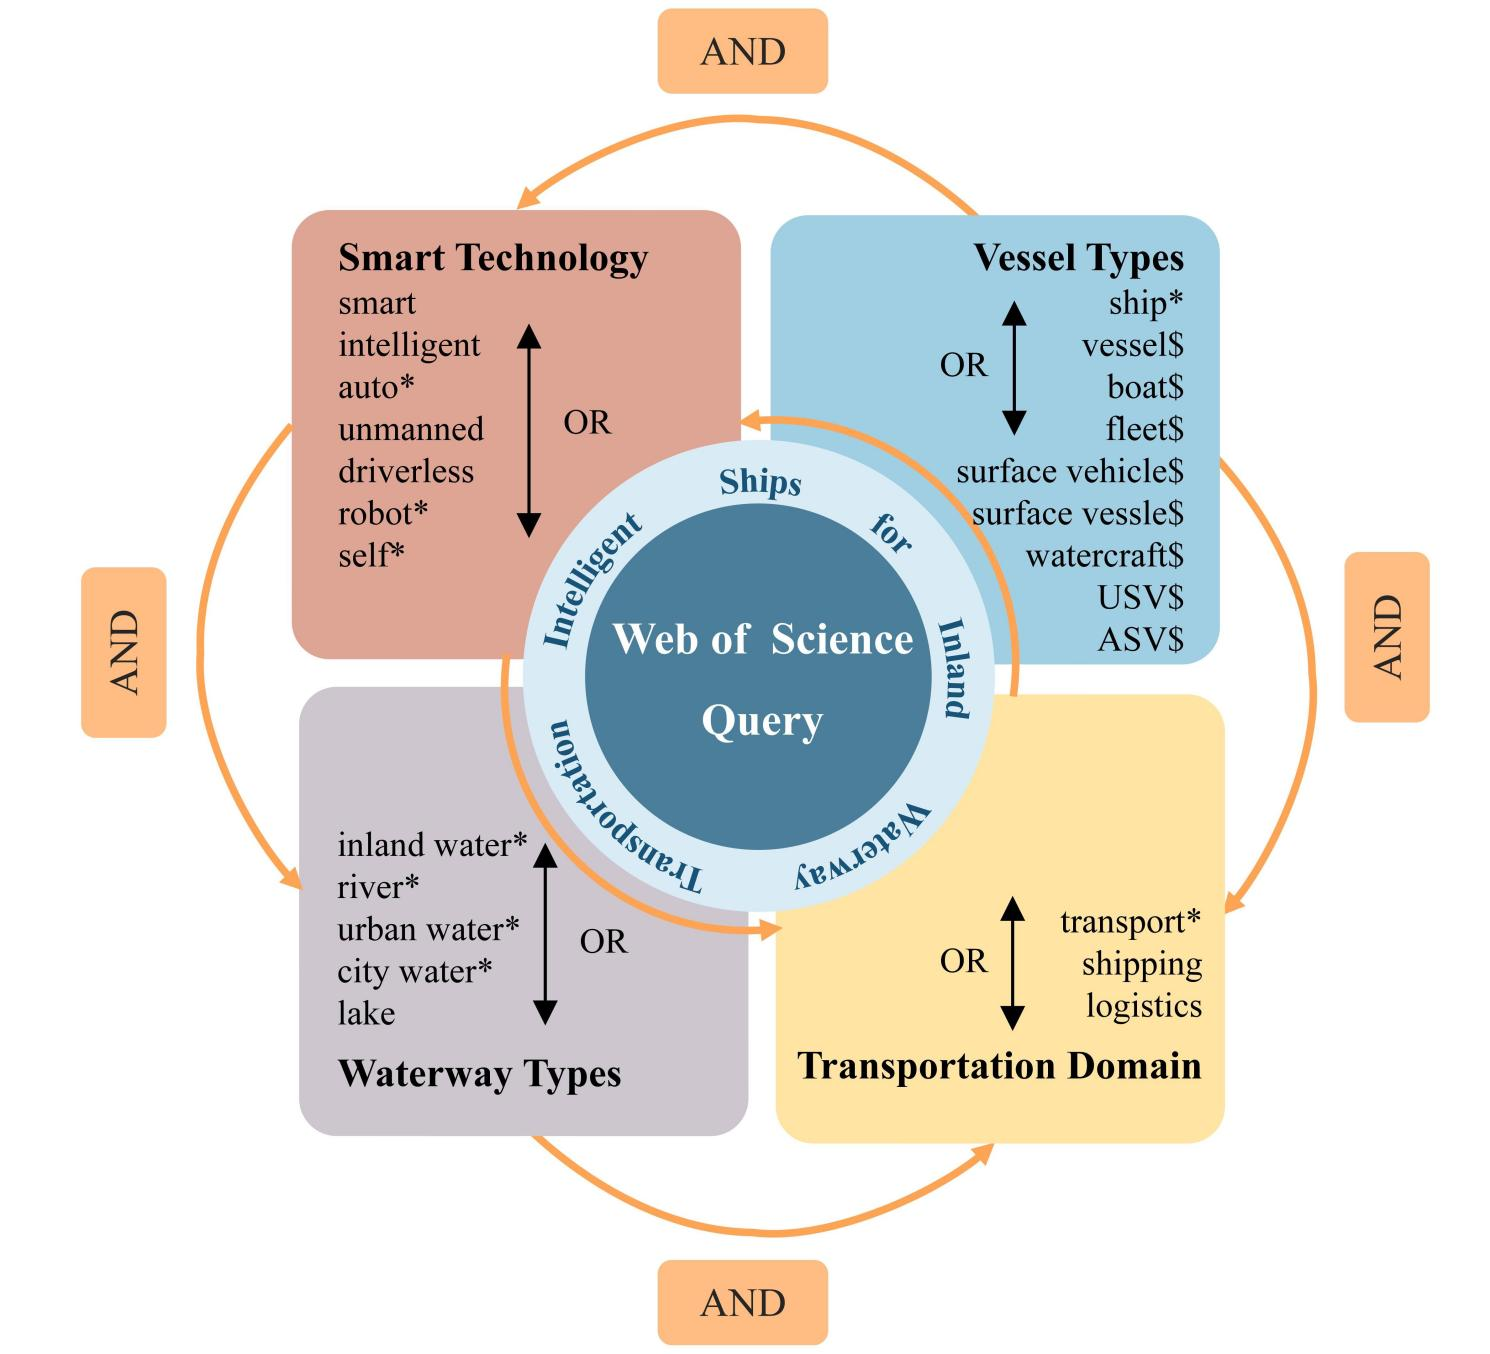 AND
Smart Technology
smart
intelligent
auto*
unmanned
driverless
robot*
self*
OR
Vessel Types
ship*
vessel$
boat$
fleet$
surface vehicle$
surface vessle$
watercraft$
USV$
ASV$
OR
AND
AND
Intelligent Ships for Inland Waterway Transportation
Web of Science
Query
inland water*
river*
urban water*
city water*
lake
OR
Waterway Types
transport*
shipping
logistics
OR
Transportation Domain
AND